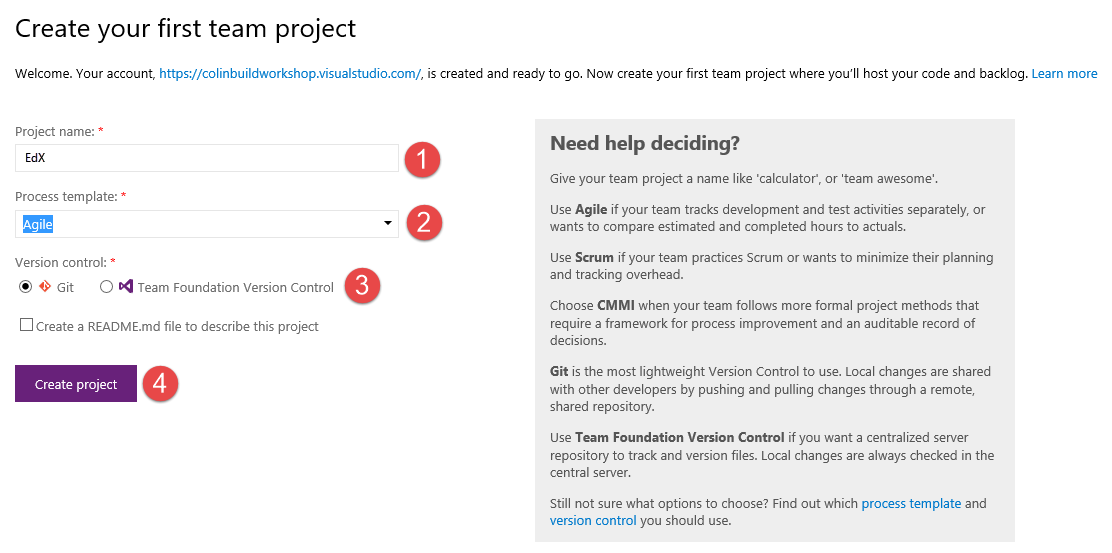 Create your first team project
Welcome. Your account, https://colinbuildworkshop.visualstudio.com/, is created and ready to go. Now create your first team project where you'll host your code and backlog. Learn more
Project name: *
EdX
1
Process template: *
Agile
2
Version control: *
Git
Team Foundation Version Control
3
Create a README.md file to describe this project
Create project
4
Need help deciding?
Give your team project a name like 'calculator', or 'team awesome'.
Use Agile if your team tracks development and test activities separately, or
wants to compare estimated and completed hours to actuals.
Use Scrum if your team practices Scrum or wants to minimize their planning
and tracking overhead.
Choose CMMI when your team follows more formal project methods that
require a framework for process improvement and an auditable record of
decisions.
Git is the most lightweight Version Control to use. Local changes are shared
with other developers by pushing and pulling changes through a remote,
shared repository.
Use Team Foundation Version Control if you want a centralized server
repository to track and version files. Local changes are always checked in the
central server.
Still not sure what options to choose? Find out which process template and
version control you should use.